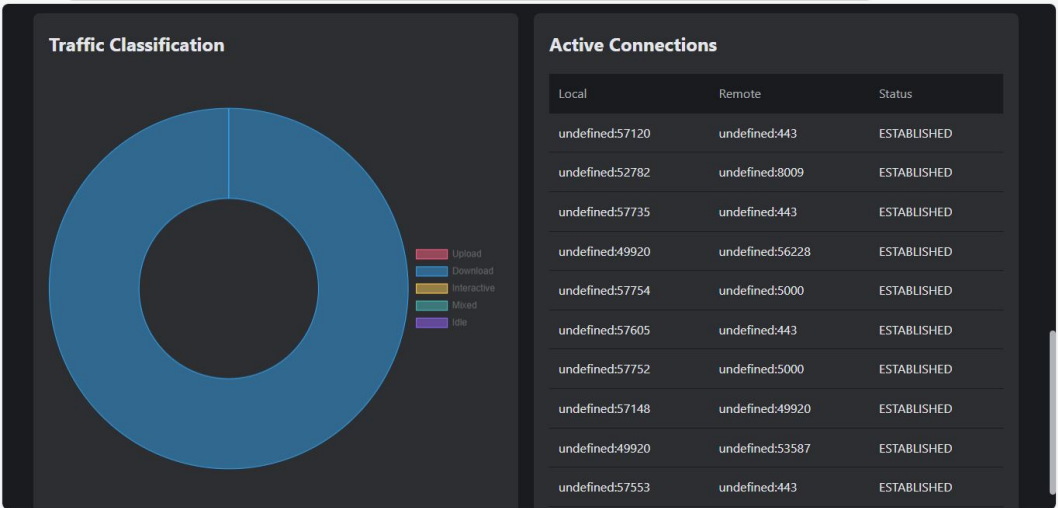 Traffic Classification
Upload
Download
Interactive
Mixed
Idle
Active Connections
Local Remote Status
undefined:57120 undefined:443 ESTABLISHED
undefined:52782 undefined:8009 ESTABLISHED
undefined:57735 undefined:443 ESTABLISHED
undefined:49920 undefined:56228 ESTABLISHED
undefined:57754 undefined:5000 ESTABLISHED
undefined:57605 undefined:443 ESTABLISHED
undefined:57752 undefined:5000 ESTABLISHED
undefined:57148 undefined:49920 ESTABLISHED
undefined:49920 undefined:53587 ESTABLISHED
undefined:57553 undefined:443 ESTABLISHED